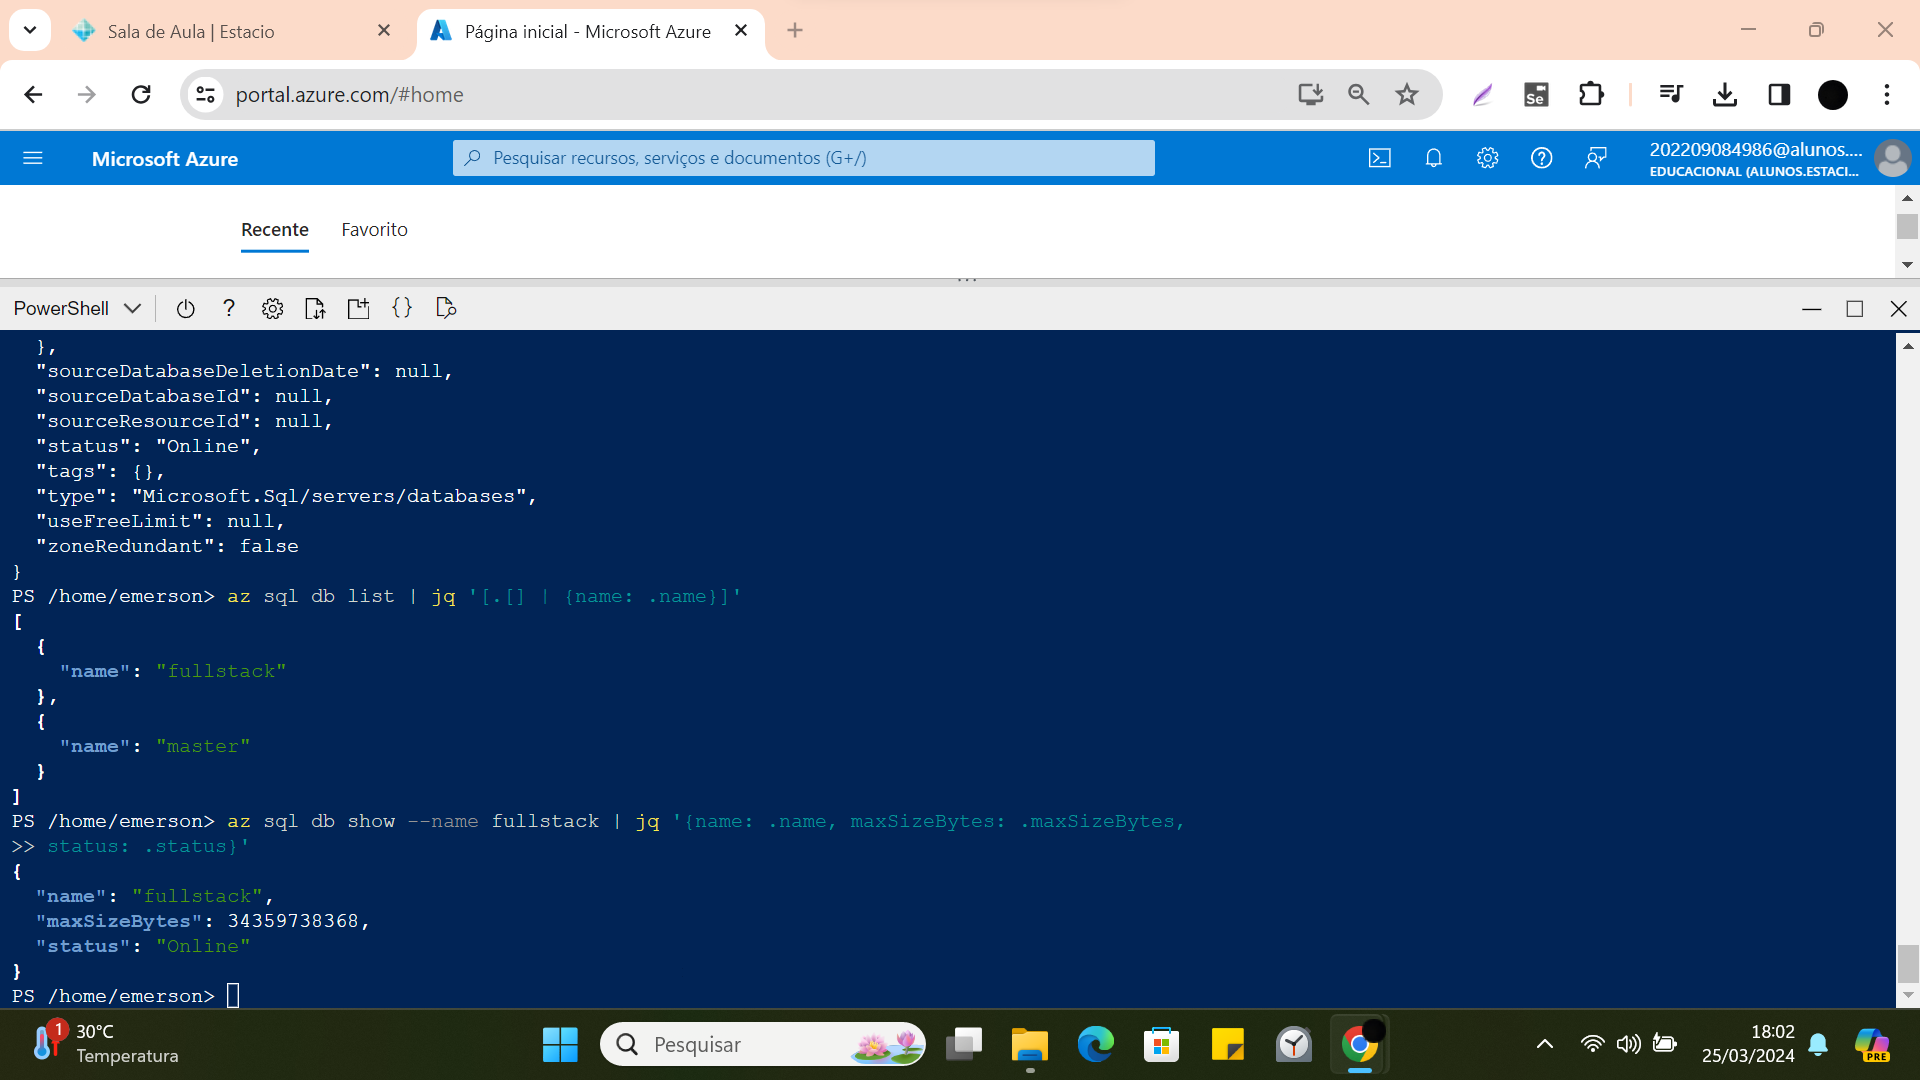 Sala de Aula | Estacio
Página inicial - Microsoft Azure
portal.azure.com/#home
Se
Microsoft Azure
Pesquisar recursos, serviços e documentos (G+/)
202209084986@alunos....
EDUCACIONAL (ALUNOS.ESTACI...
Recente
Favorito
...
PowerShell
?
{}
  },
  "sourceDatabaseDeletionDate": null,
  "sourceDatabaseId": null,
  "sourceResourceId": null,
  "status": "Online",
  "tags": {},
  "type": "Microsoft.Sql/servers/databases",
  "useFreeLimit": null,
  "zoneRedundant": false
}
PS /home/emerson> az sql db list | jq '[.[] | {name: .name}]'
[
  {
    "name": "fullstack"
  },
  {
    "name": "master"
  }
]
PS /home/emerson> az sql db show --name fullstack | jq '{name: .name, maxSizeBytes: .maxSizeBytes,
>> status: .status}'
{
  "name": "fullstack",
  "maxSizeBytes": 34359738368,
  "status": "Online"
}
PS /home/emerson>
1
30°C
Temperatura
Pesquisar
18:02
25/03/2024
PRE